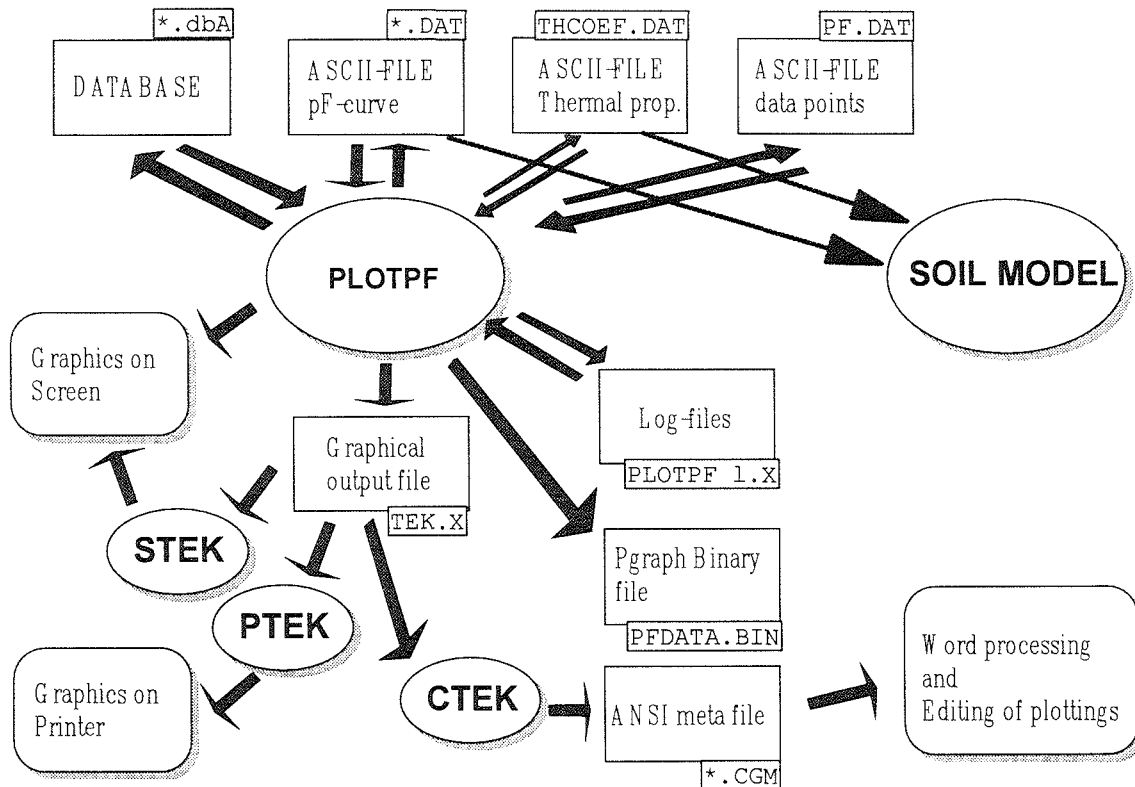 *.dbA
DATABASE
*.DAT
ASCII-FILE
pF-curve
THCOEF.DAT
ASCII-FILE
Thermal prop.
PF.DAT
ASCII-FILE
data points
PLOTPF
SOIL MODEL
Graphics on
Screen
Graphical
output file
TEK.X
Log-files
PLOTPF 1.X
STEK
PTEK
Pgraph Binary
file
PFDATA.BIN
Graphics on
Printer
CTEK
ANSI meta file
*.CGM
Word processing
and
Editing of plottings